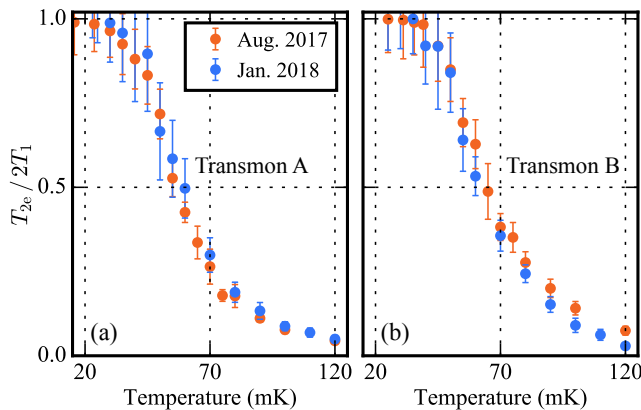 1.0
0.5
0.0
T2e / 2T1
Aug. 2017
Jan. 2018
Transmon A
(a)
20
70
120
Temperature (mK)
Transmon B
(b)
20
70
120
Temperature (mK)